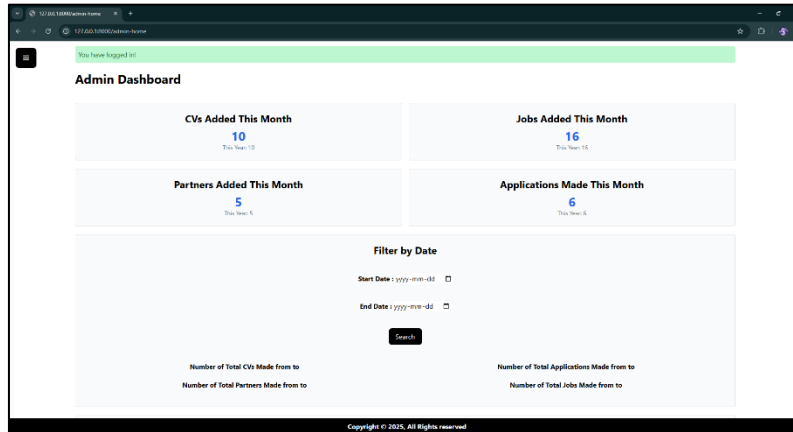 127.0.0.1:8000/admin-home
127.0.0.1:8000/admin-home
You have logged in!
Admin Dashboard
CVs Added This Month
10
This Year: 10
Jobs Added This Month
16
This Year: 16
Partners Added This Month
5
This Year: 5
Applications Made This Month
6
This Year: 6
Filter by Date
Start Date : yyyy-mm-dd
End Date : yyyy-mm-dd
Search
Number of Total CVs Made from to
Number of Total Applications Made from to
Number of Total Partners Made from to
Number of Total Jobs Made from to
Copyright © 2025, All Rights reserved